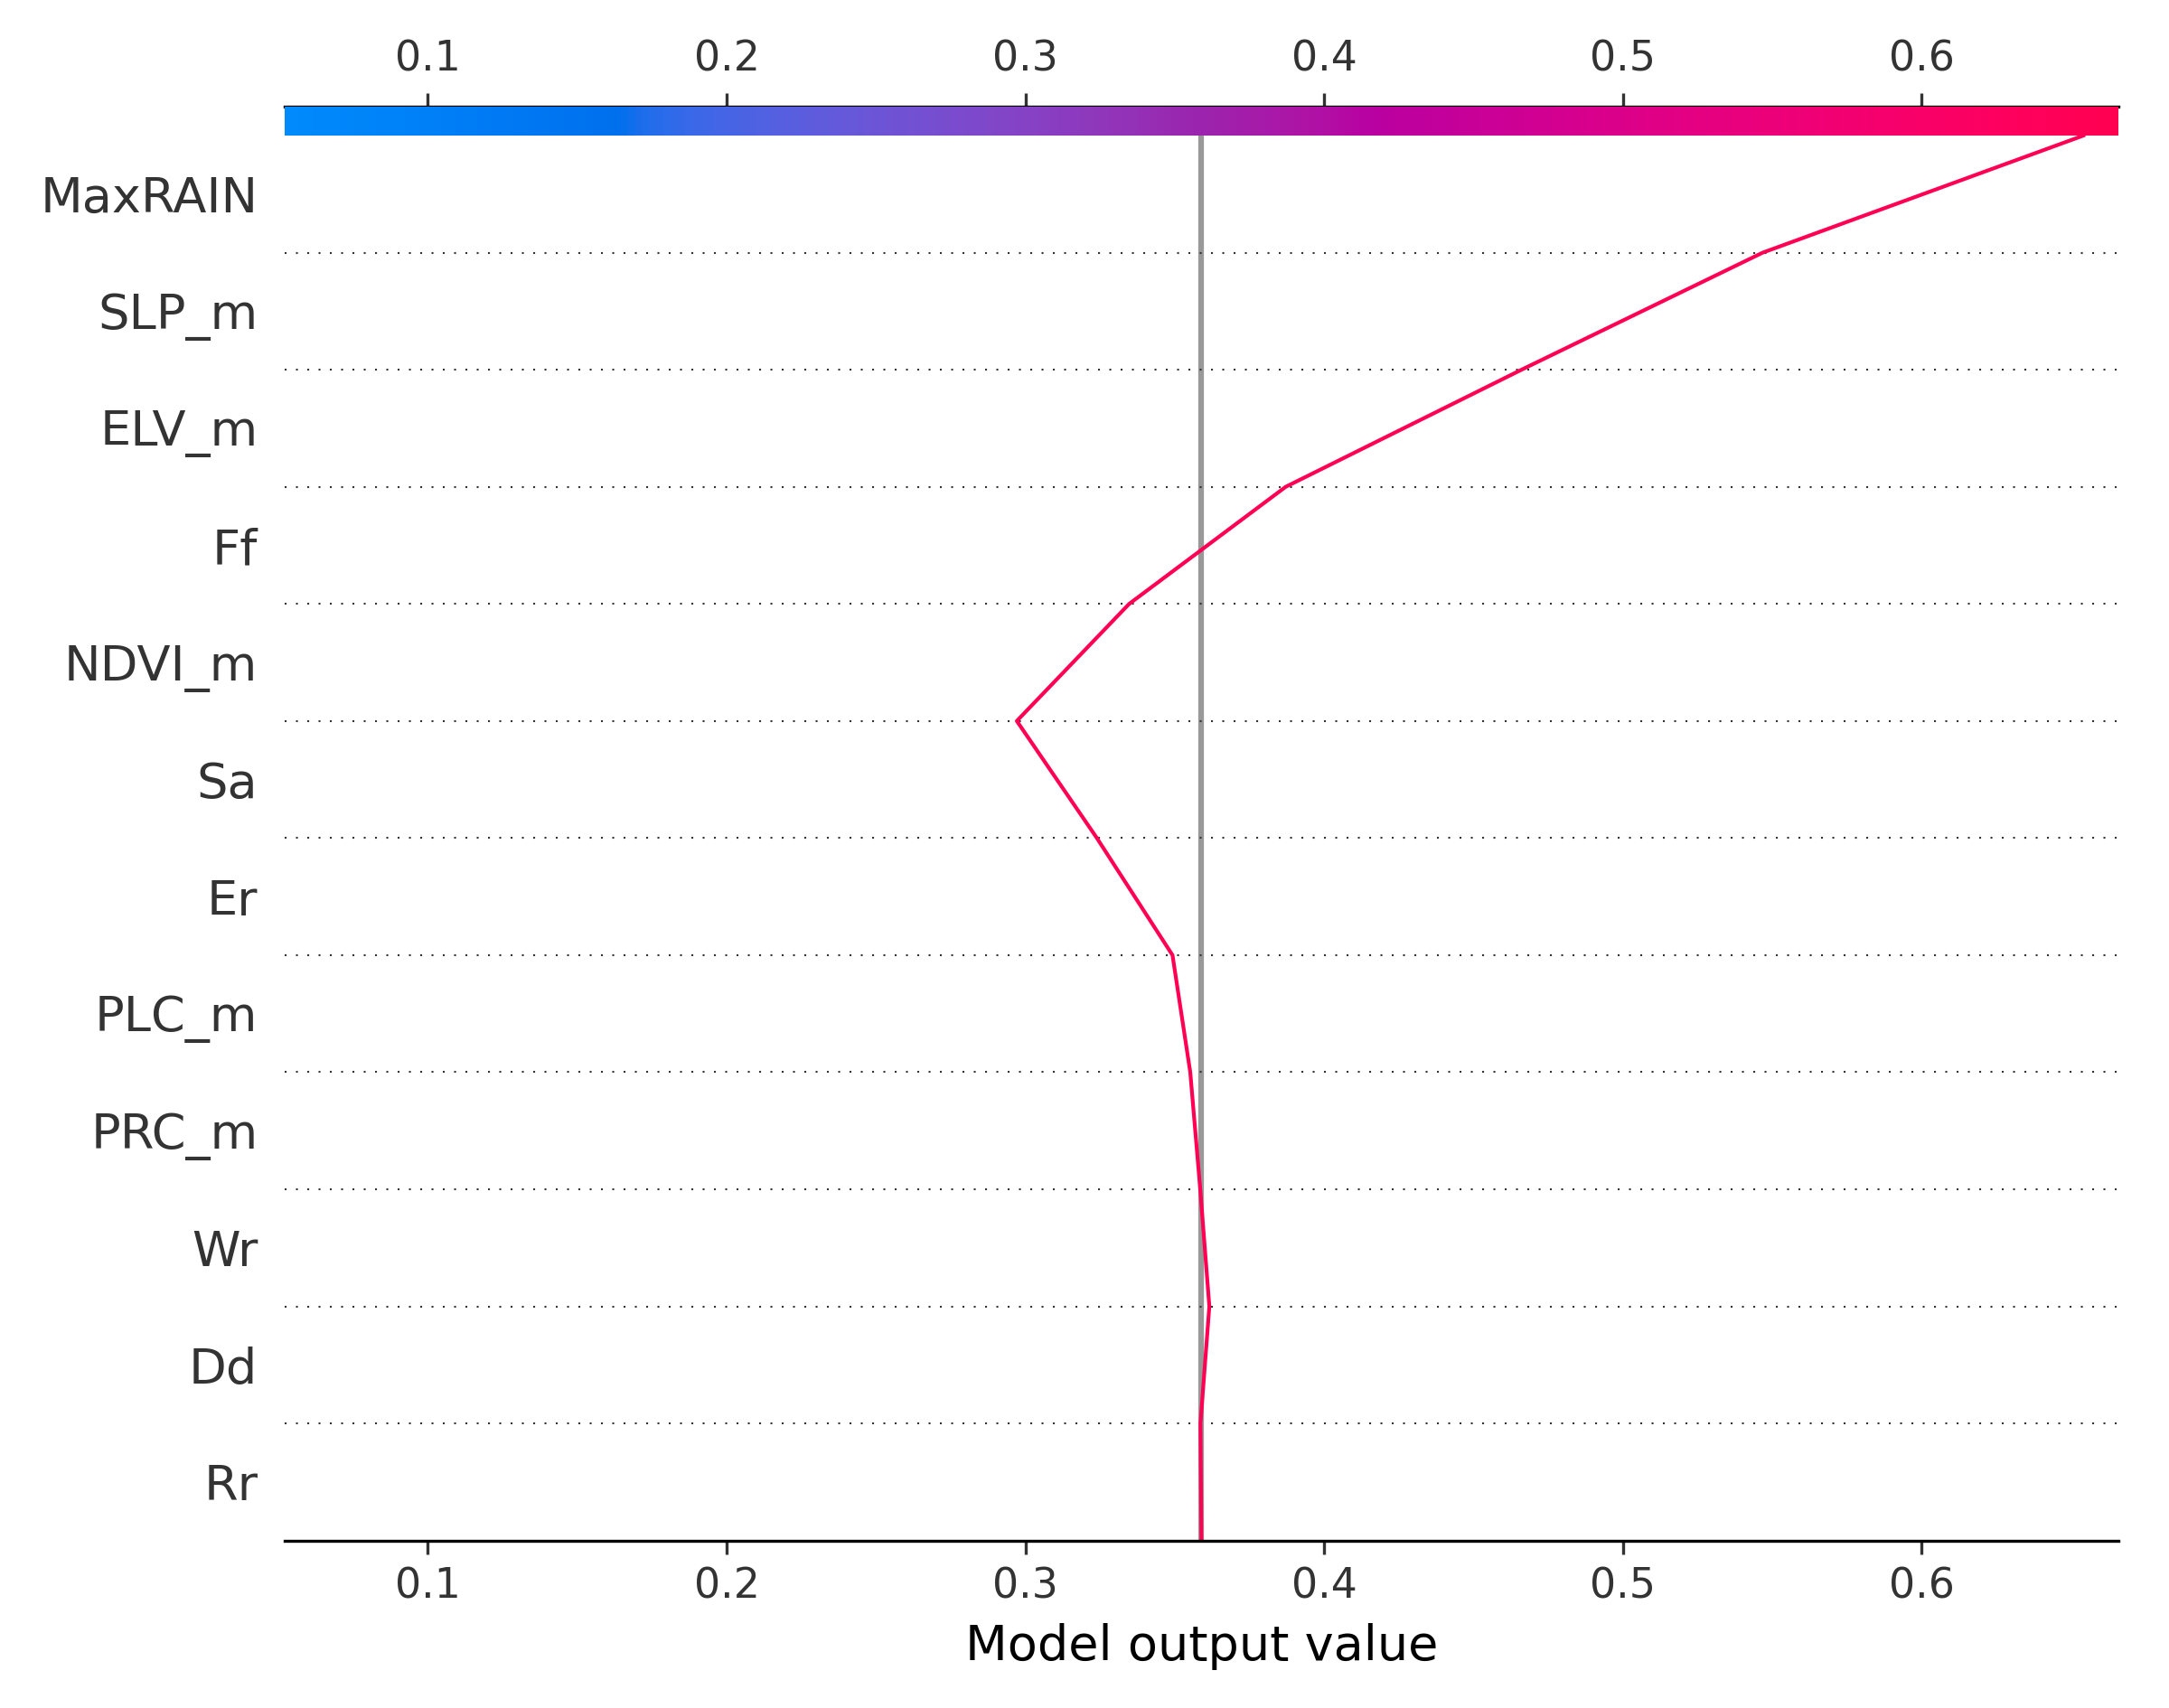 0.1 0.2 0.3 0.4 0.5 0.6
MaxRAIN
SLP_m
ELV_m
Ff
NDVI_m
Sa
Er
PLC_m
PRC_m
Wr
Dd
Rr
0.1 0.2 0.3 0.4 0.5 0.6
Model output value